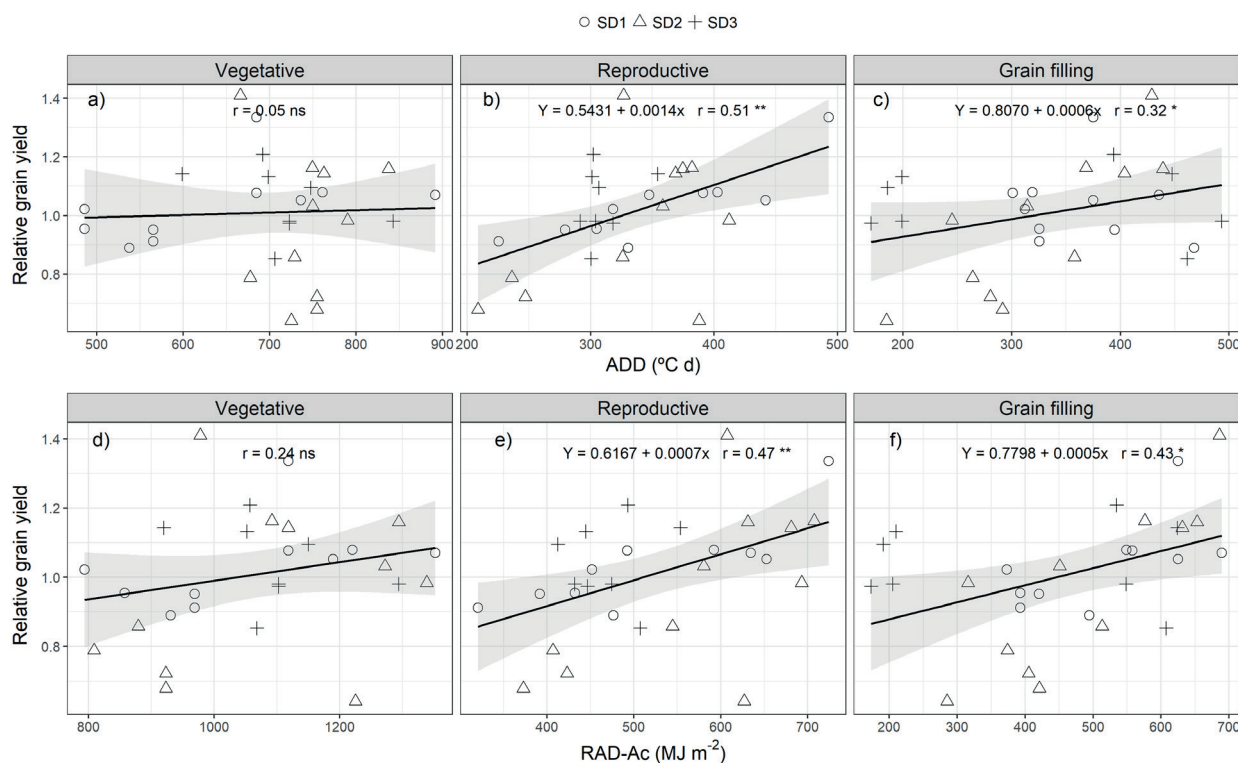 SD1 SD2 SD3
Vegetative Reproductive Grain filling
a) r = 0.05 ns
b) Y = 0.5431 + 0.0014x r = 0.51 **
c) Y = 0.8070 + 0.0006x r = 0.32 *
Relative grain yield
1.4
1.2
1.0
0.8
500 600 700 800 900 200 300 400 500 200 300 400 500
ADD (ºC d)
Vegetative Reproductive Grain filling
d) r = 0.24 ns
e) Y = 0.6167 + 0.0007x r = 0.47 **
f) Y = 0.7798 + 0.0005x r = 0.43 *
Relative grain yield
1.4
1.2
1.0
0.8
800 1000 1200 400 500 600 700 200 300 400 500 600 700
RAD-Ac (MJ m⁻²)